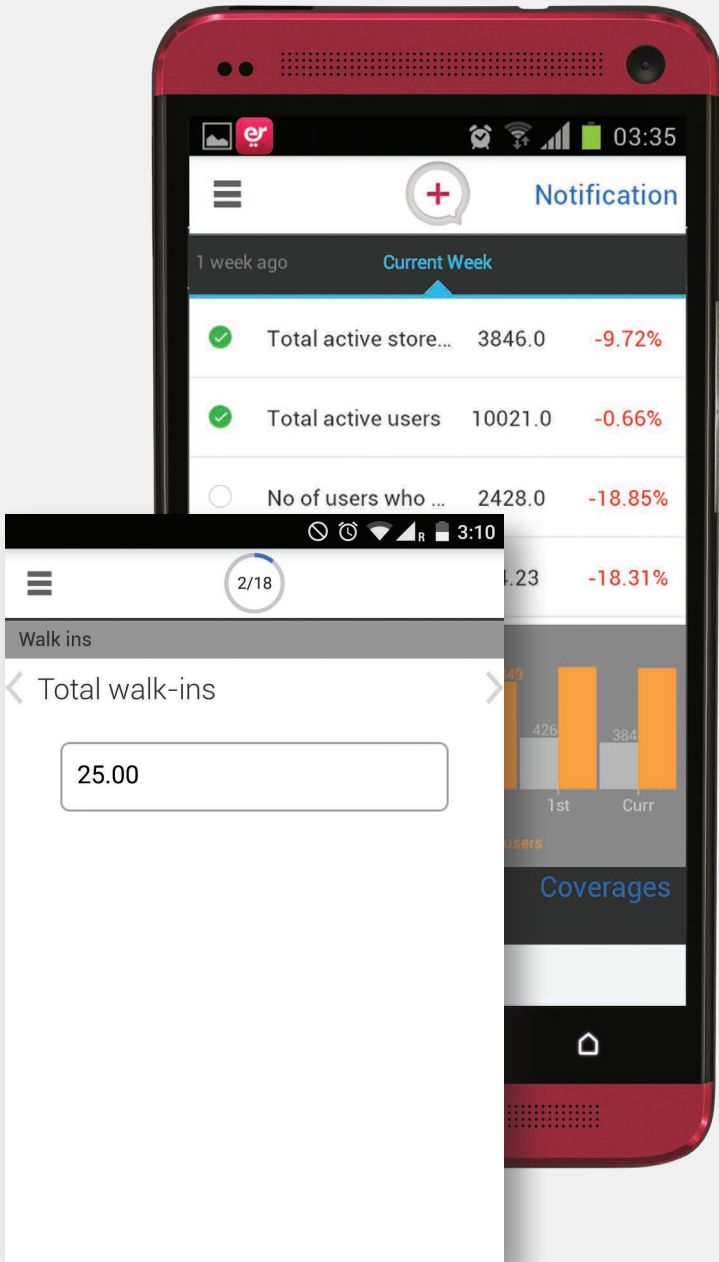 er
03:35
Notification
1 week ago Current Week
Total active store... 3846.0 -9.72%
Total active users 10021.0 -0.66%
No of users who ... 2428.0 -18.85%
.23 -18.31%
49
426
384
1st Curr
users
Coverages
R 3:10
2/18
Walk ins
Total walk-ins
25.00